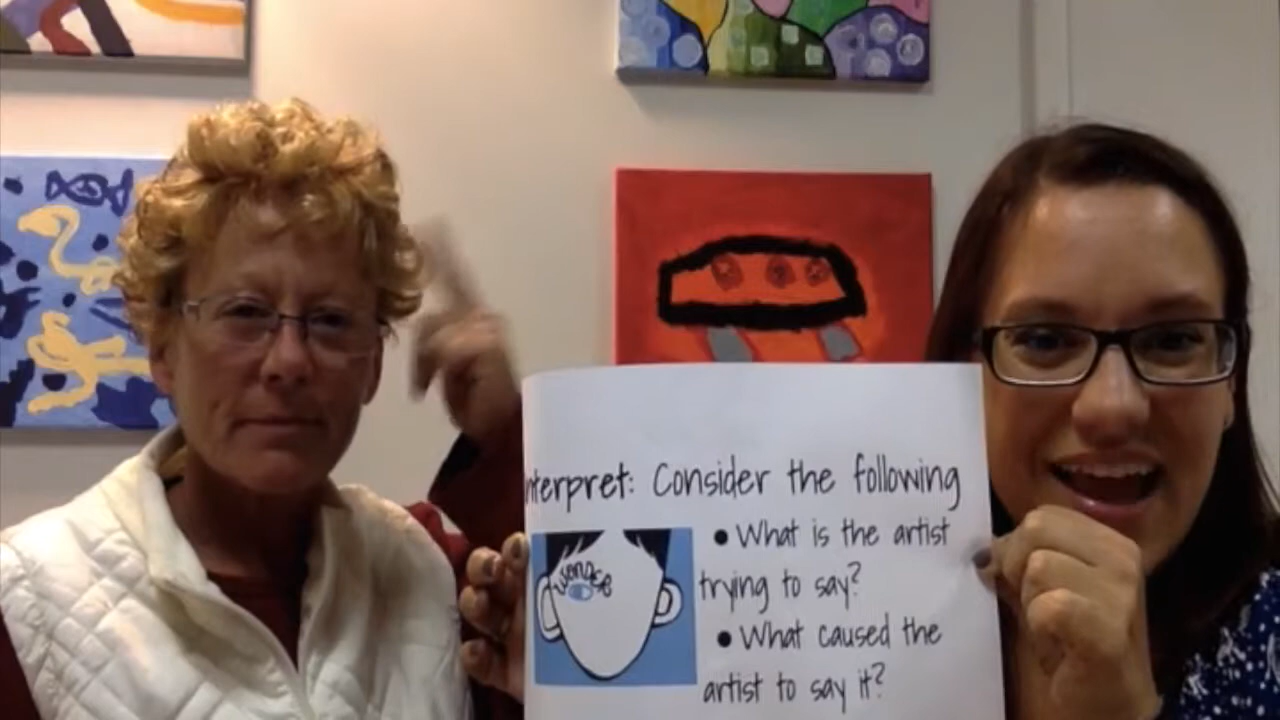 nterpret: Consider the following
wonder
• What is the artist
trying to say?
• What caused the
artist to say it?